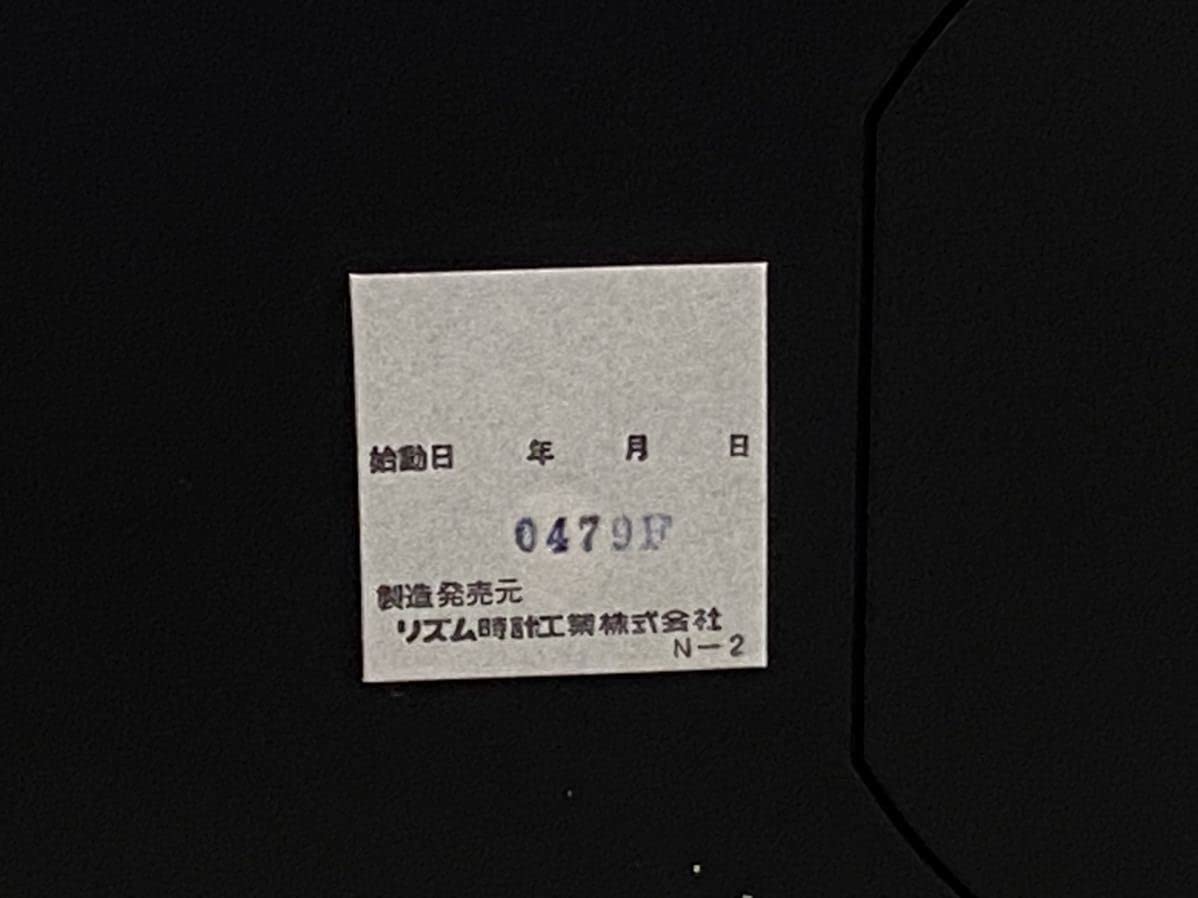 始動日 年 月 日
0479F
製造発売元
リズム時計工業株式会社
N-2